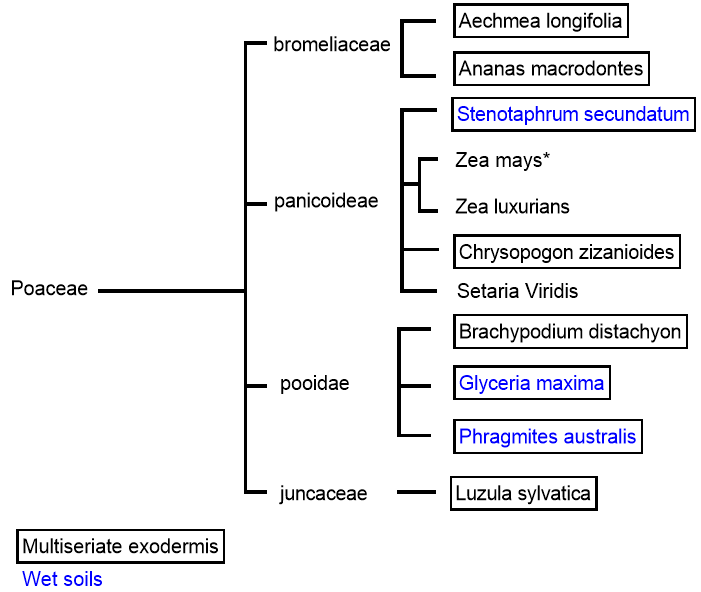 bromeliaceae
Aechmea longifolia
Ananas macrodontes
Stenotaphrum secundatum
Zea mays*
panicoideae
Zea luxurians
Chrysopogon zizanioides
Poaceae
Setaria Viridis
Brachypodium distachyon
pooidae
Glyceria maxima
Phragmites australis
juncaceae
Luzula sylvatica
Multiseriate exodermis
Wet soils